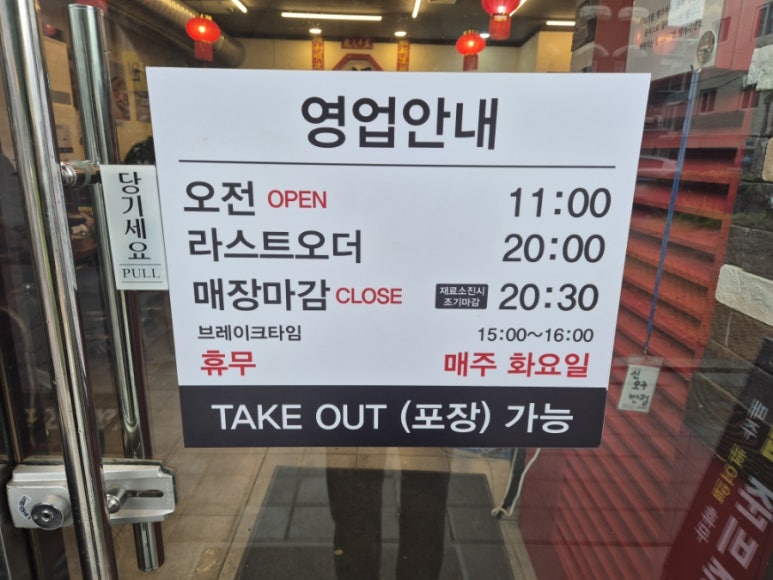 영업안내
오전 OPEN 11:00
라스트오더 20:00
매장마감 CLOSE 재료소진시 조기마감 20:30
브레이크타임 15:00~16:00
휴무 매주 화요일
TAKE OUT (포장) 가능
당기세요
PULL